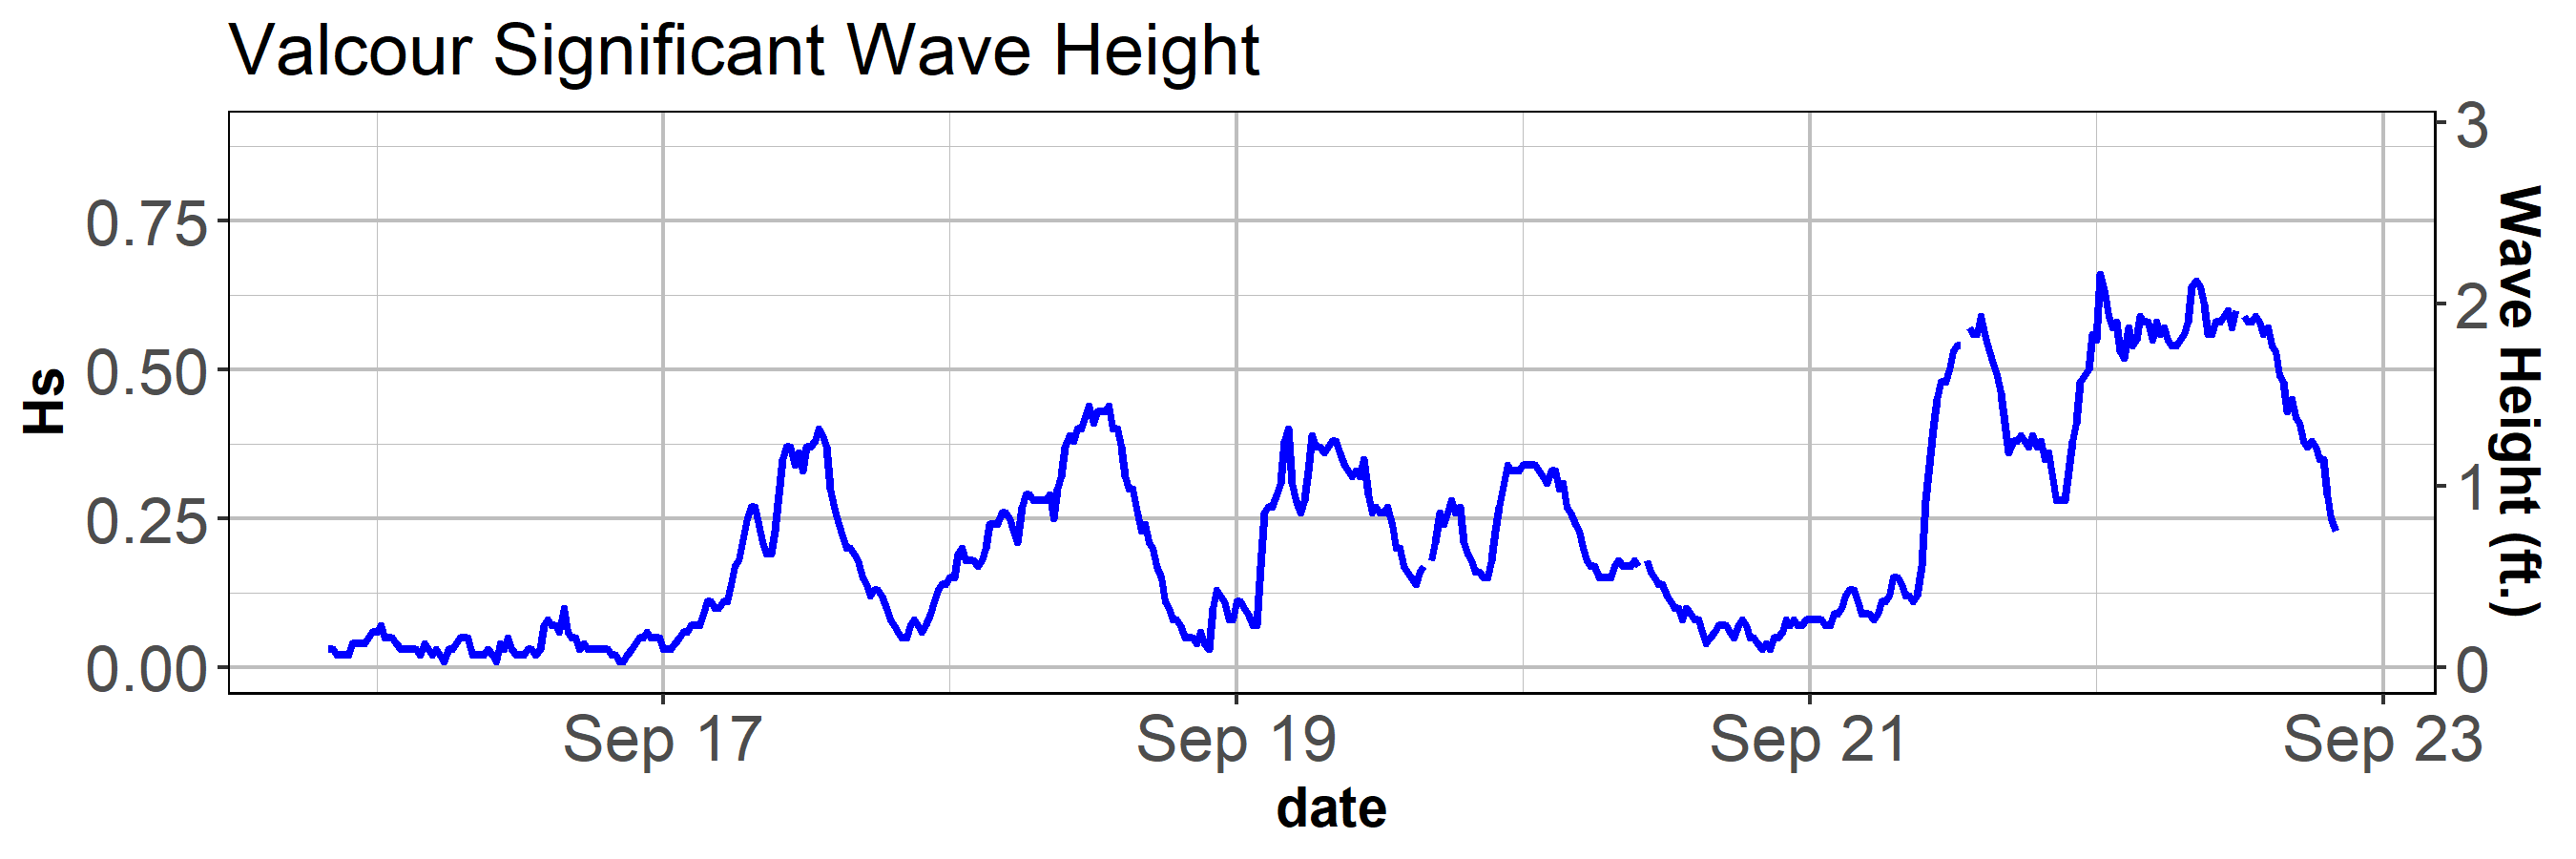 Valcour Significant Wave Height
Hs
0.75
0.50
0.25
0.00
3
2
1
0
Wave Height (ft.)
Sep 17 Sep 19 Sep 21 Sep 23
date